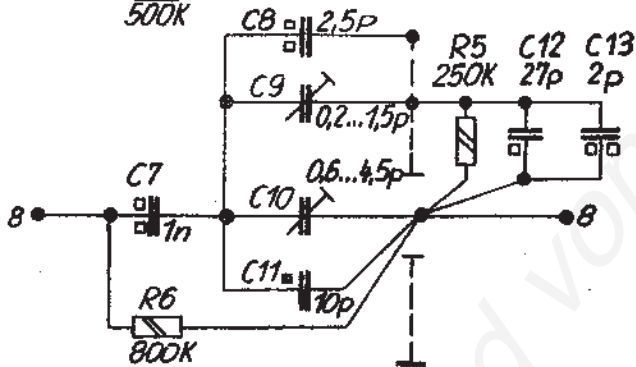 500K
C8 2,5p
R5 C12 C13
250K 27p 2p
C9
0,2...1,5p
0,6...4,5p
C7
C10
8 8
1n
C11
10p
R6
800K
d von